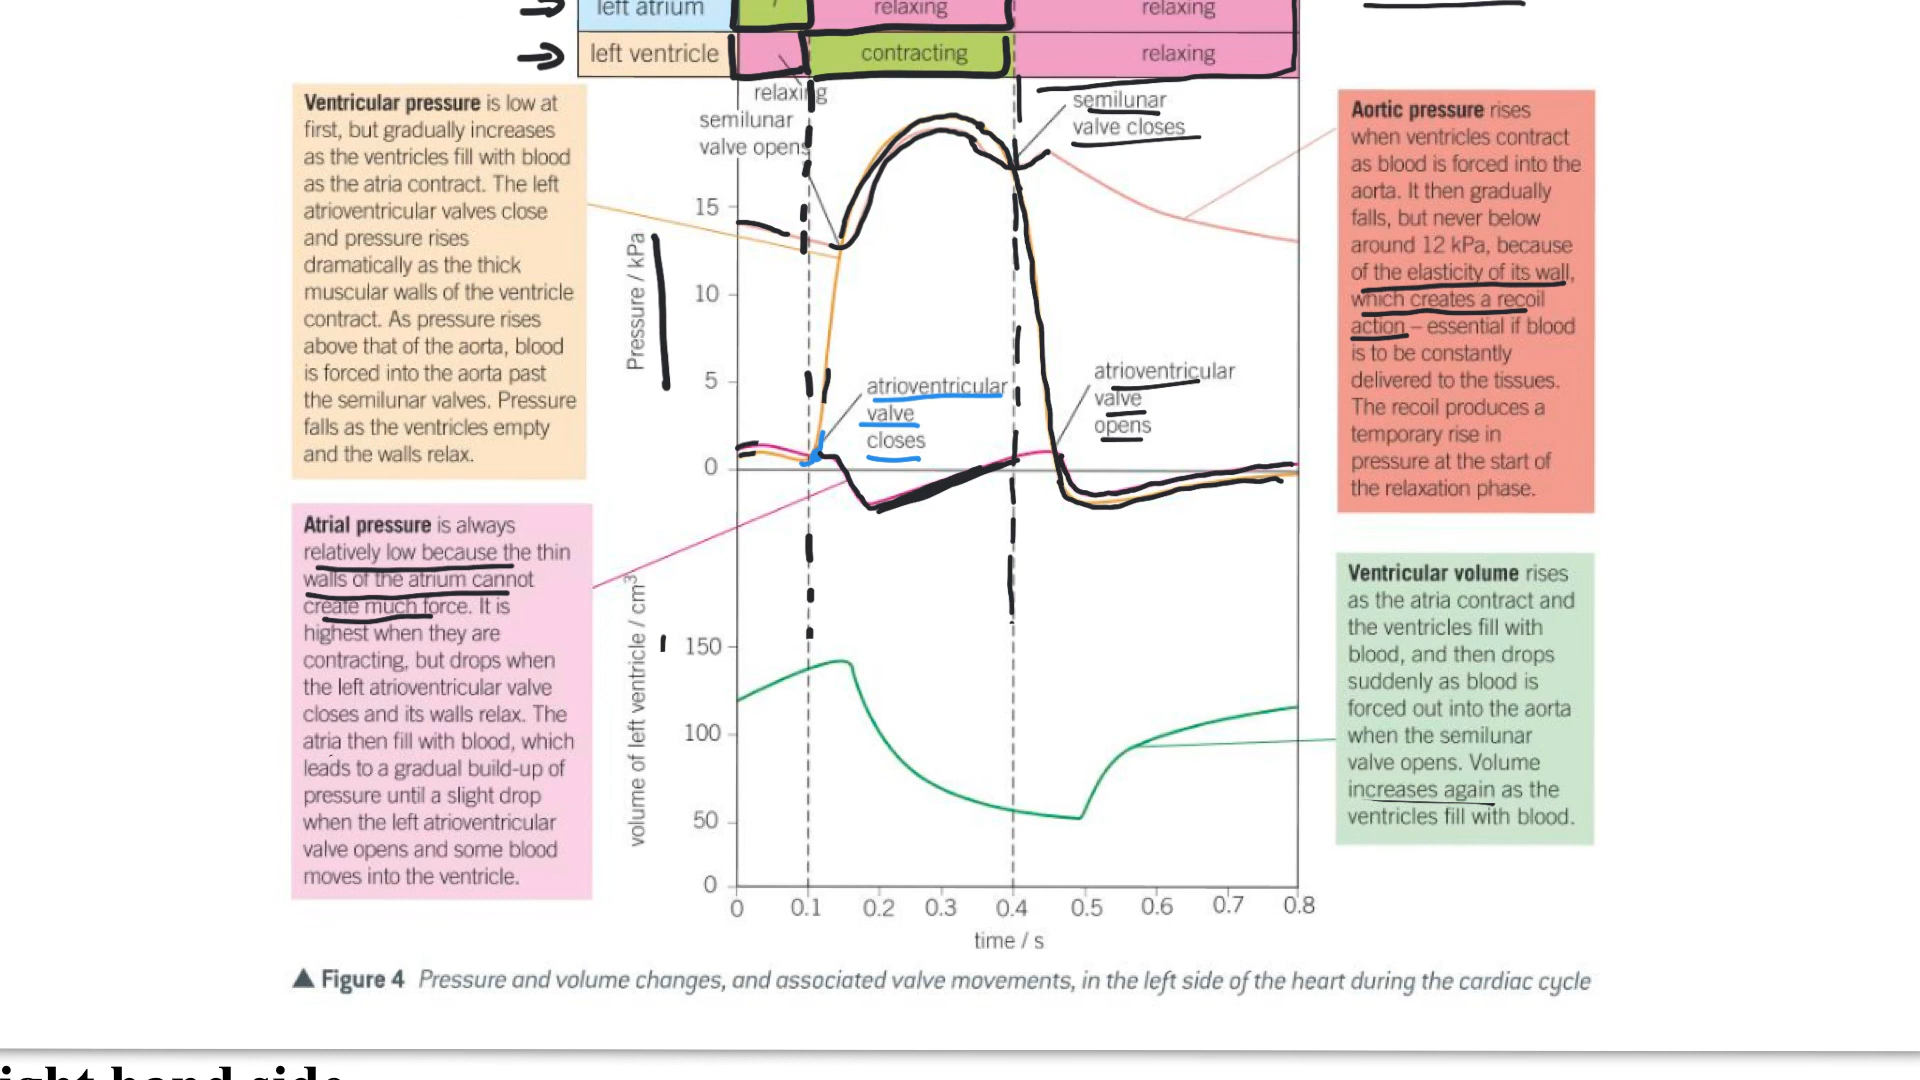 left atrium
relaxing
relaxing
left ventricle
contracting
relaxing
relaxing
semilunar
valve opens
semilunar
valve closes
Ventricular pressure is low at
first, but gradually increases
as the ventricles fill with blood
as the atria contract. The left
atrioventricular valves close
and pressure rises
dramatically as the thick
muscular walls of the ventricle
contract. As pressure rises
above that of the aorta, blood
is forced into the aorta past
the semilunar valves. Pressure
falls as the ventricles empty
and the walls relax.
Atrial pressure is always
relatively low because the thin
walls of the atrium cannot
create much force. It is
highest when they are
contracting, but drops when
the left atrioventricular valve
closes and its walls relax. The
atria then fill with blood, which
leads to a gradual build-up of
pressure until a slight drop
when the left atrioventricular
valve opens and some blood
moves into the ventricle.
Pressure / kPa
15
10
5
0
atrioventricular
valve
closes
atrioventricular
valve
opens
volume of left ventricle / cm³
150
100
50
0
0 0.1 0.2 0.3 0.4 0.5 0.6 0.7 0.8
time / s
Aortic pressure rises
when ventricles contract
as blood is forced into the
aorta. It then gradually
falls, but never below
around 12 kPa, because
of the elasticity of its wall,
which creates a recoil
action – essential if blood
is to be constantly
delivered to the tissues.
The recoil produces a
temporary rise in
pressure at the start of
the relaxation phase.
Ventricular volume rises
as the atria contract and
the ventricles fill with
blood, and then drops
suddenly as blood is
forced out into the aorta
when the semilunar
valve opens. Volume
increases again as the
ventricles fill with blood.
▲ Figure 4 Pressure and volume changes, and associated valve movements, in the left side of the heart during the cardiac cycle
ight hand side